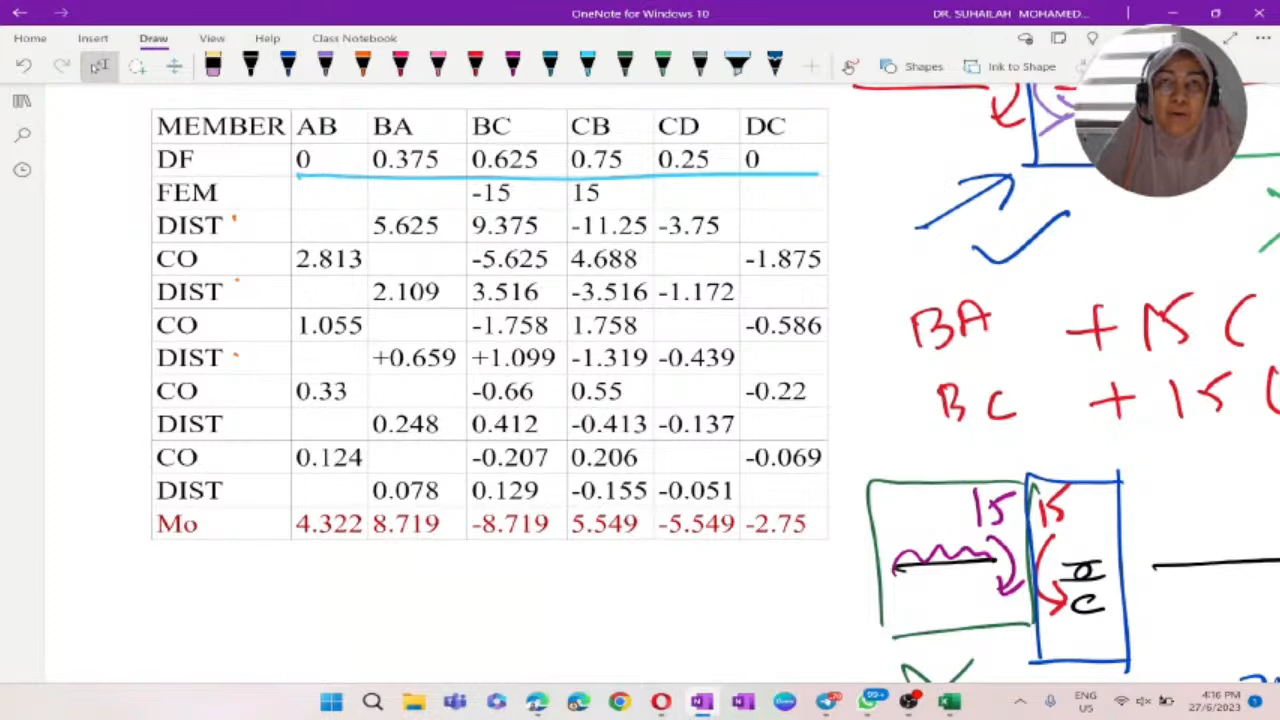 OneNote for Windows 10
DR. SUHAILAH MOHAMED...
Home Insert Draw View Help Class Notebook
Shapes Ink to Shape
MEMBER AB BA BC CB CD DC
DF 0 0.375 0.625 0.75 0.25 0
FEM -15 15
DIST 5.625 9.375 -11.25 -3.75
CO 2.813 -5.625 4.688 -1.875
DIST 2.109 3.516 -3.516 -1.172
CO 1.055 -1.758 1.758 -0.586
DIST +0.659 +1.099 -1.319 -0.439
CO 0.33 -0.66 0.55 -0.22
DIST 0.248 0.412 -0.413 -0.137
CO 0.124 -0.207 0.206 -0.069
DIST 0.078 0.129 -0.155 -0.051
Mo 4.322 8.719 -8.719 5.549 -5.549 -2.75
BA +15 (
BC +15 (
15 15
C
ENG
US
4:16 PM
27/6/2023
99+